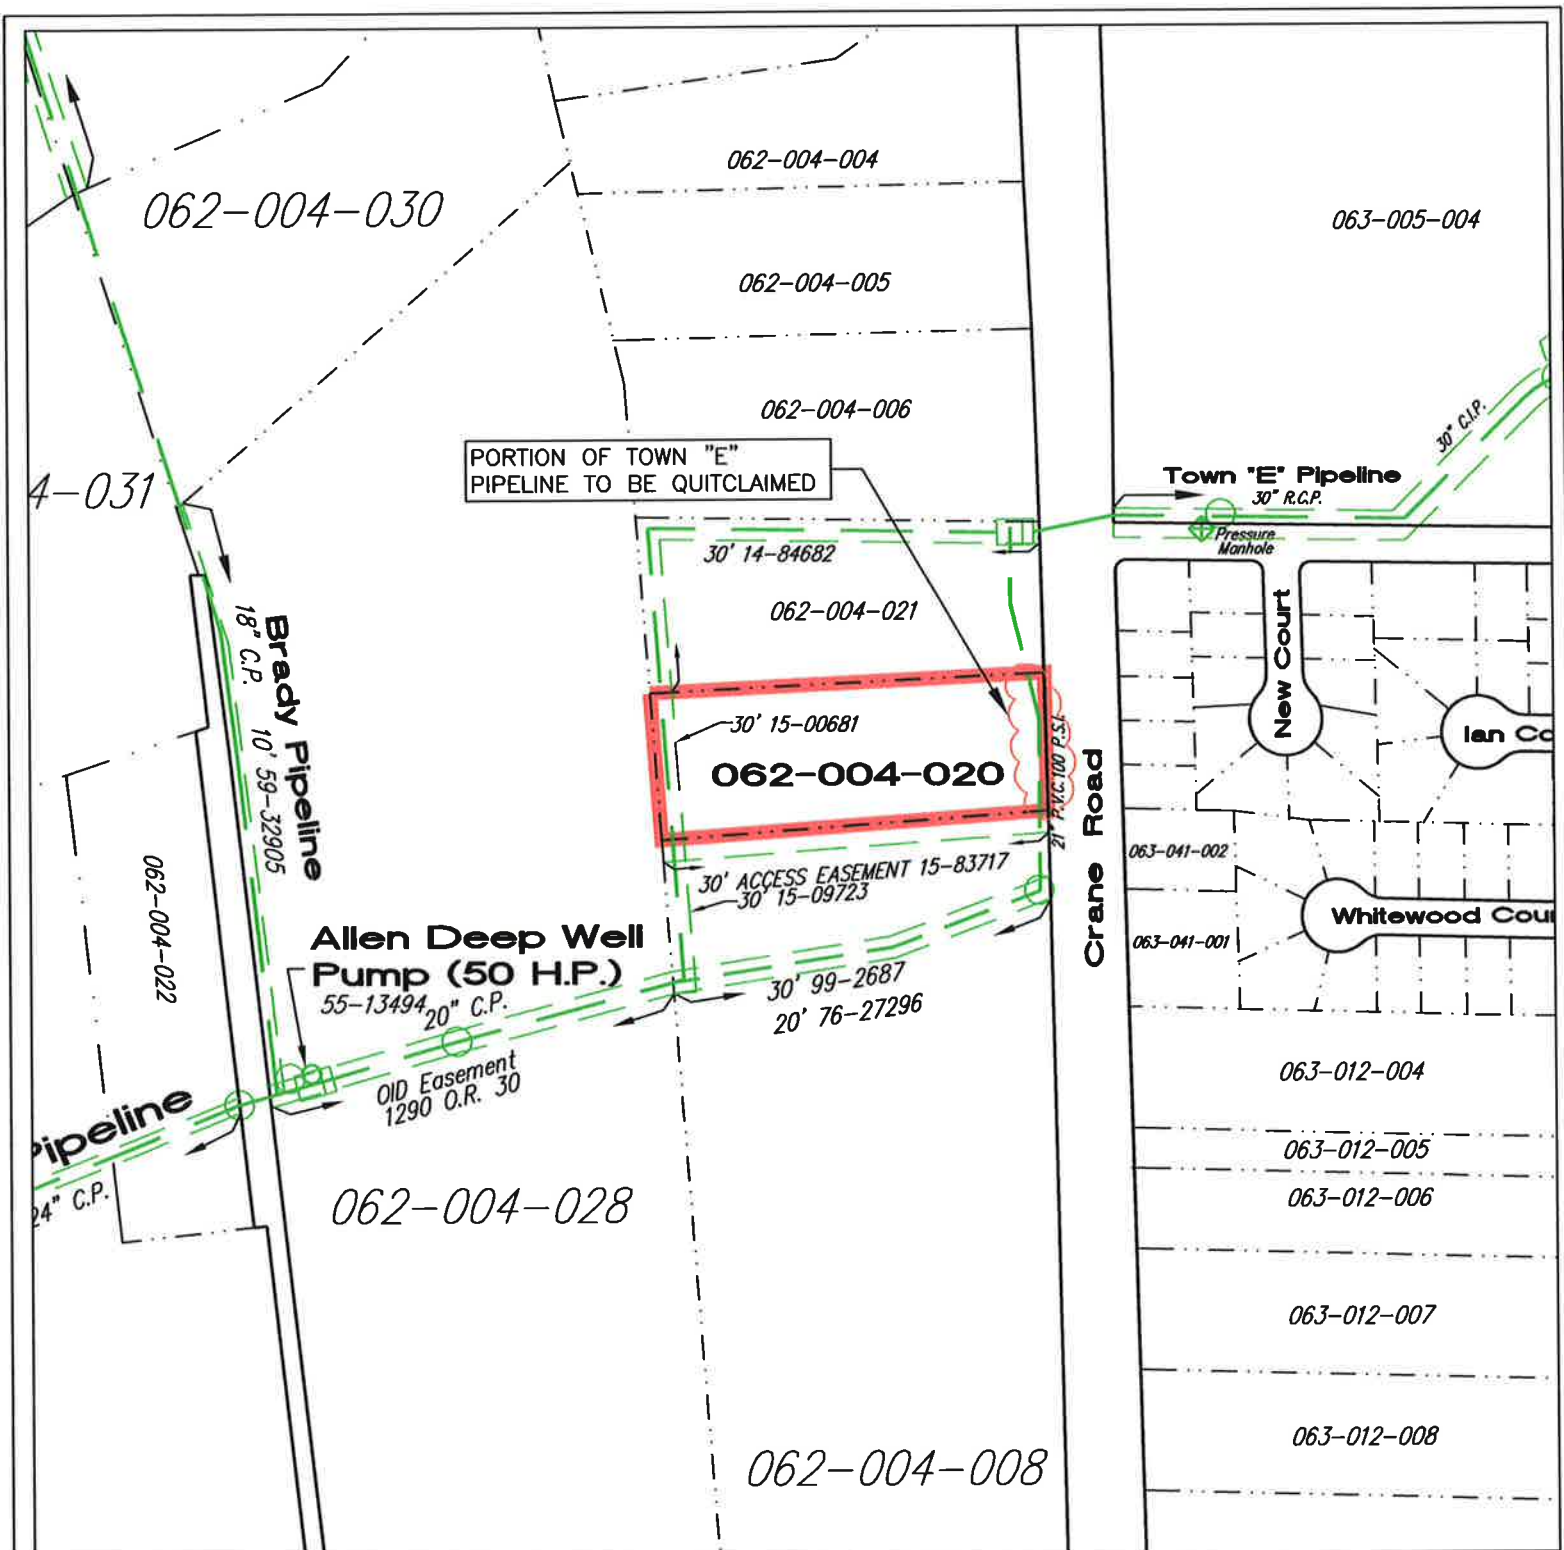 062-004-004
062-004-030
063-005-004
062-004-005
062-004-006
30" C.I.P.
PORTION OF TOWN "E"
PIPELINE TO BE QUITCLAIMED
4-031
Town "E" Pipeline
30" R.C.P.
Pressure
Manhole
30' 14-84682
062-004-021
New Court
Brady Pipeline
18" C.P.
10' 59-32905
30' 15-00681
062-004-020
21" P.V.C. 100 P.S.I.
Crane Road
Ian Co
063-041-002
30' ACCESS EASEMENT 15-83717
30' 15-09723
062-004-022
Whitewood Cour
063-041-001
Allen Deep Well
Pump (50 H.P.)
55-13494
20" C.P.
30' 99-2687
20' 76-27296
OID Easement
1290 O.R. 30
063-012-004
Pipeline
24" C.P.
063-012-005
062-004-028
063-012-006
063-012-007
063-012-008
062-004-008